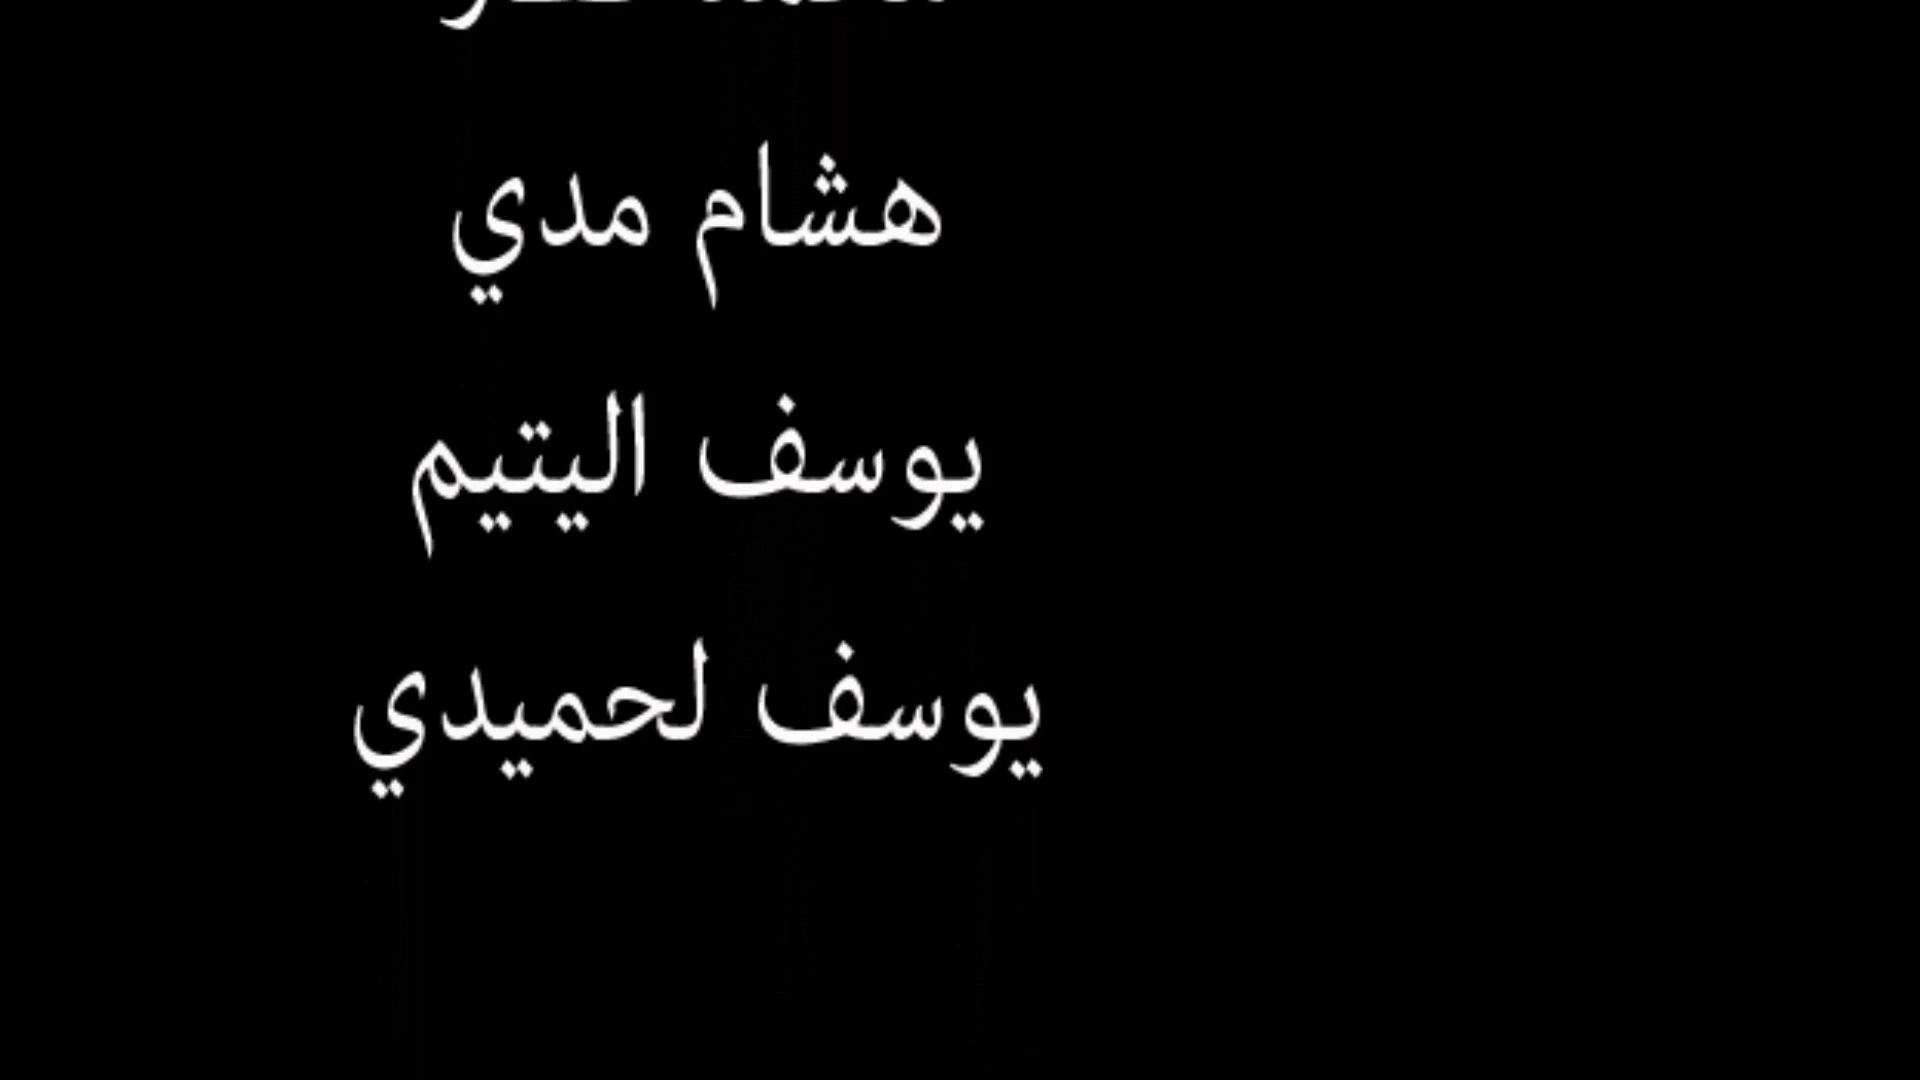 هشام مدي
يوسف اليتيم
يوسف لحميدي